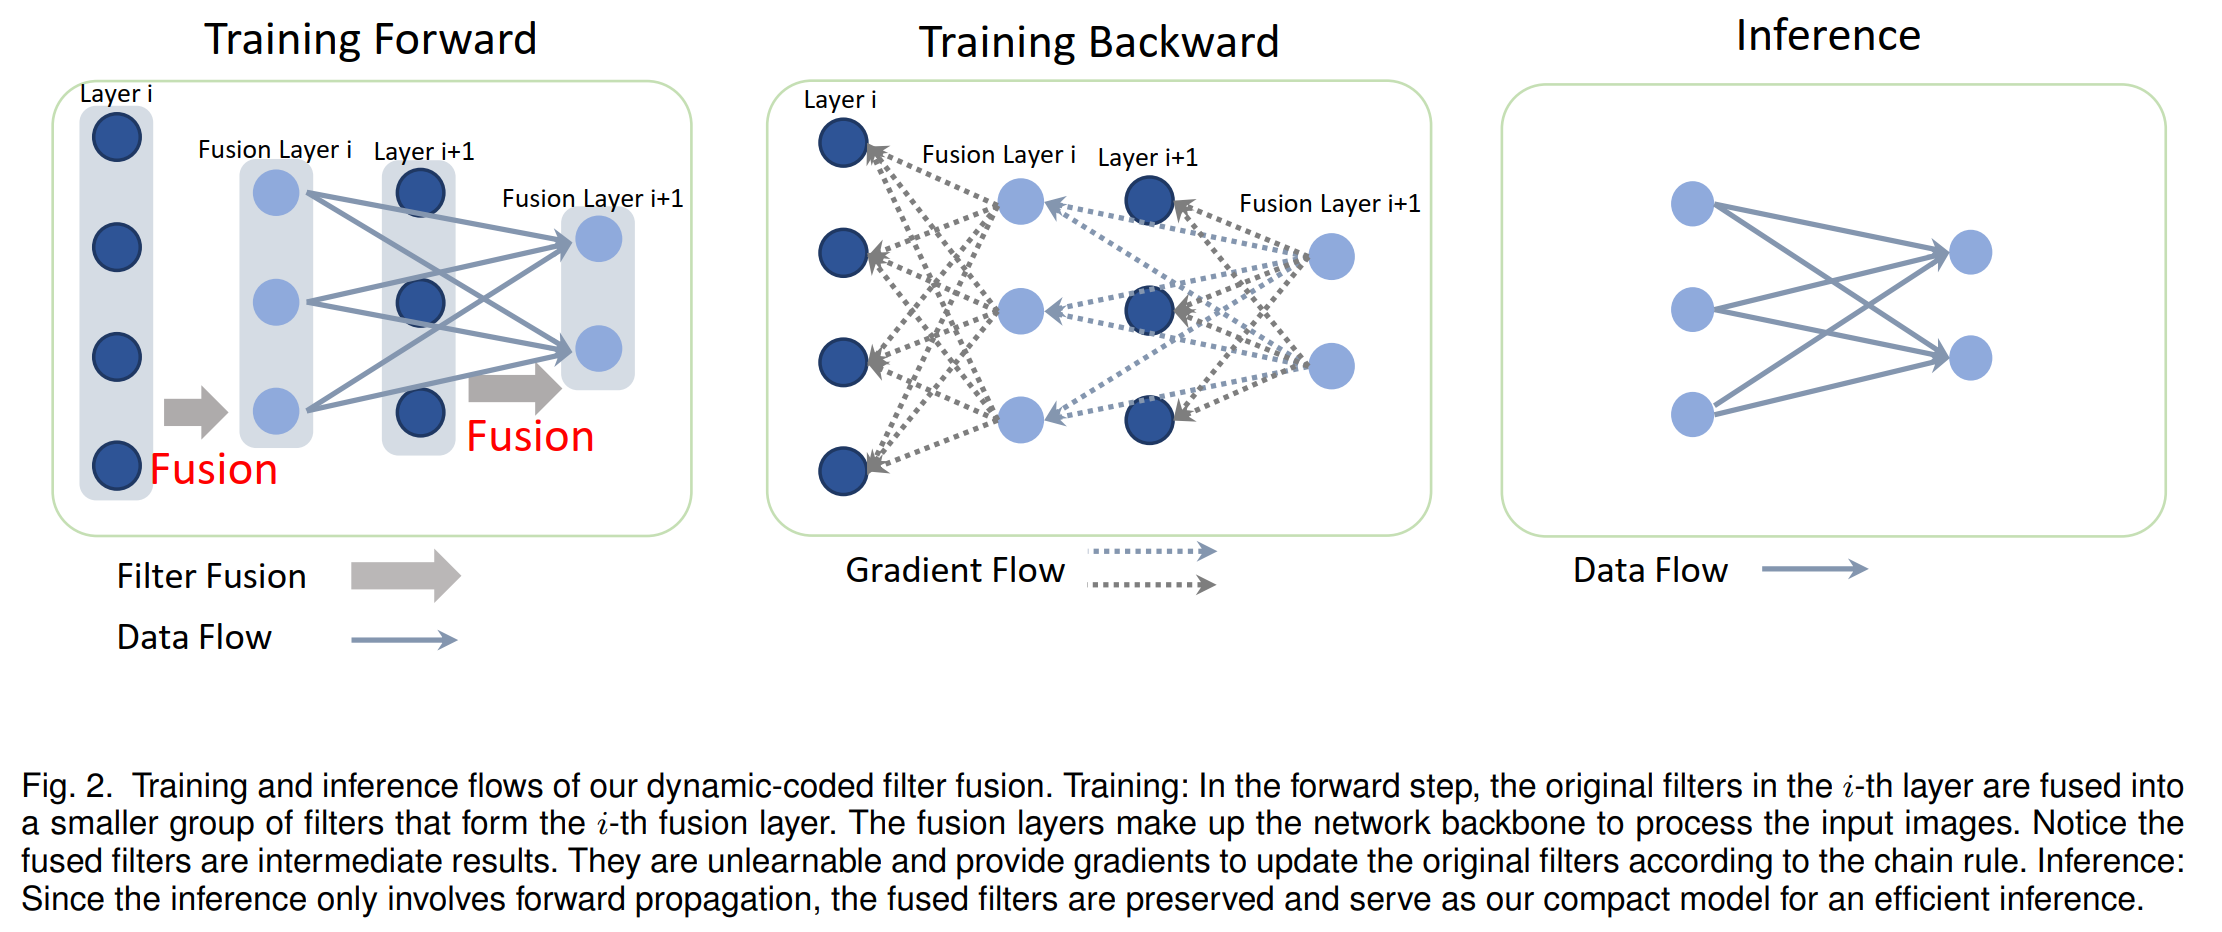 Training Forward
Training Backward
Inference
Layer i
Fusion Layer i
Layer i+1
Fusion Layer i+1
Fusion
Fusion
Layer i
Fusion Layer i
Layer i+1
Fusion Layer i+1
Filter Fusion
Data Flow
Gradient Flow
Data Flow
Fig. 2. Training and inference flows of our dynamic-coded filter fusion. Training: In the forward step, the original filters in the i-th layer are fused into
a smaller group of filters that form the i-th fusion layer. The fusion layers make up the network backbone to process the input images. Notice the
fused filters are intermediate results. They are unlearnable and provide gradients to update the original filters according to the chain rule. Inference:
Since the inference only involves forward propagation, the fused filters are preserved and serve as our compact model for an efficient inference.